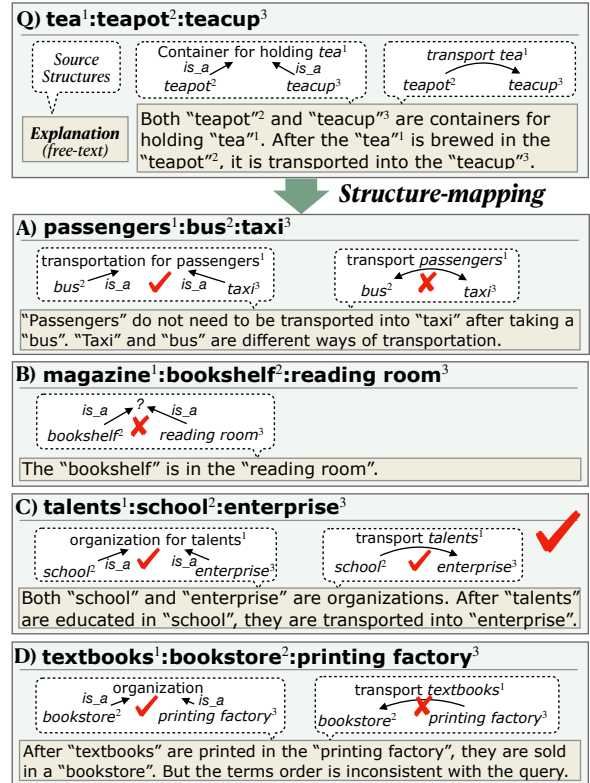 Q) tea¹:teapot²:teacup³
Source
Structures
Explanation
(free-text)
Container for holding tea¹
is_a is_a
teapot² teacup³
transport tea¹
teapot² teacup³
Both “teapot”² and “teacup”³ are containers for
holding “tea”¹. After the “tea”¹ is brewed in the
“teapot”², it is transported into the “teacup”³.
Structure-mapping
A) passengers¹:bus²:taxi³
transportation for passengers¹
bus² is_a is_a taxi³
transport passengers¹
bus² taxi³
“Passengers” do not need to be transported into “taxi” after taking a
“bus”. “Taxi” and “bus” are different ways of transportation.
B) magazine¹:bookshelf²:reading room³
is_a ? is_a
bookshelf² reading room³
The “bookshelf” is in the “reading room”.
C) talents¹:school²:enterprise³
organization for talents¹
school² is_a is_a enterprise³
transport talents¹
school² enterprise³
Both “school” and “enterprise” are organizations. After “talents”
are educated in “school”, they are transported into “enterprise”.
D) textbooks¹:bookstore²:printing factory³
organization
is_a is_a
bookstore² printing factory³
transport textbooks¹
bookstore² printing factory³
After “textbooks” are printed in the “printing factory”, they are sold
in a “bookstore”. But the terms order is inconsistent with the query.